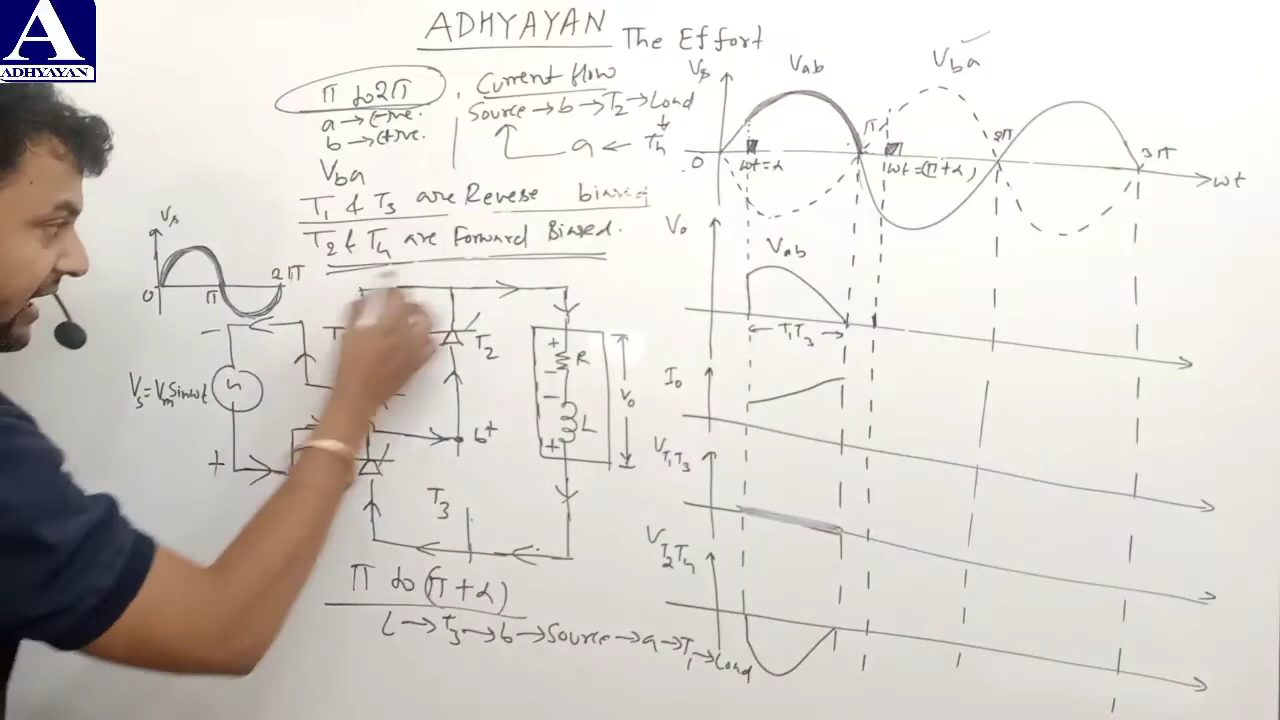 A
ADHYAYAN
ADHYAYAN The Effort
π to 2π
a → (-)ve.
b → (+)ve.
Vba
Current flow
Source → b → T2 → Load
a ← T4
T1 & T3 are Reverse biased
T2 & T4 are Forward Biased.
Vs
0
π
2π
-
Vs=Vm Sinωt
+
T
T2
b+
T3
+
R
-
-
L
+
Vo
π to (π + α)
L → T3 → b → Source → a → T1 → Load
Vs
Vab
Vba
0
ωt=α
π
ωt=(π+α)
2π
3π
ωt
Vo
Vab
T1T3
Io
VT1T3
VT2T4